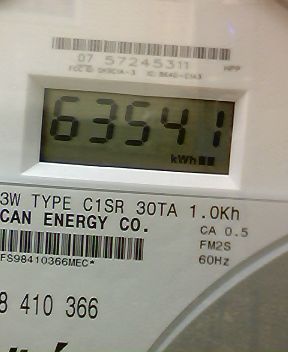 07 57245311
HPP
63541
kWh
3W TYPE C1SR 30TA 1.0Kh
CAN ENERGY CO.
CA 0.5
FM2S
60Hz
FS98410366MEC*
8 410 366